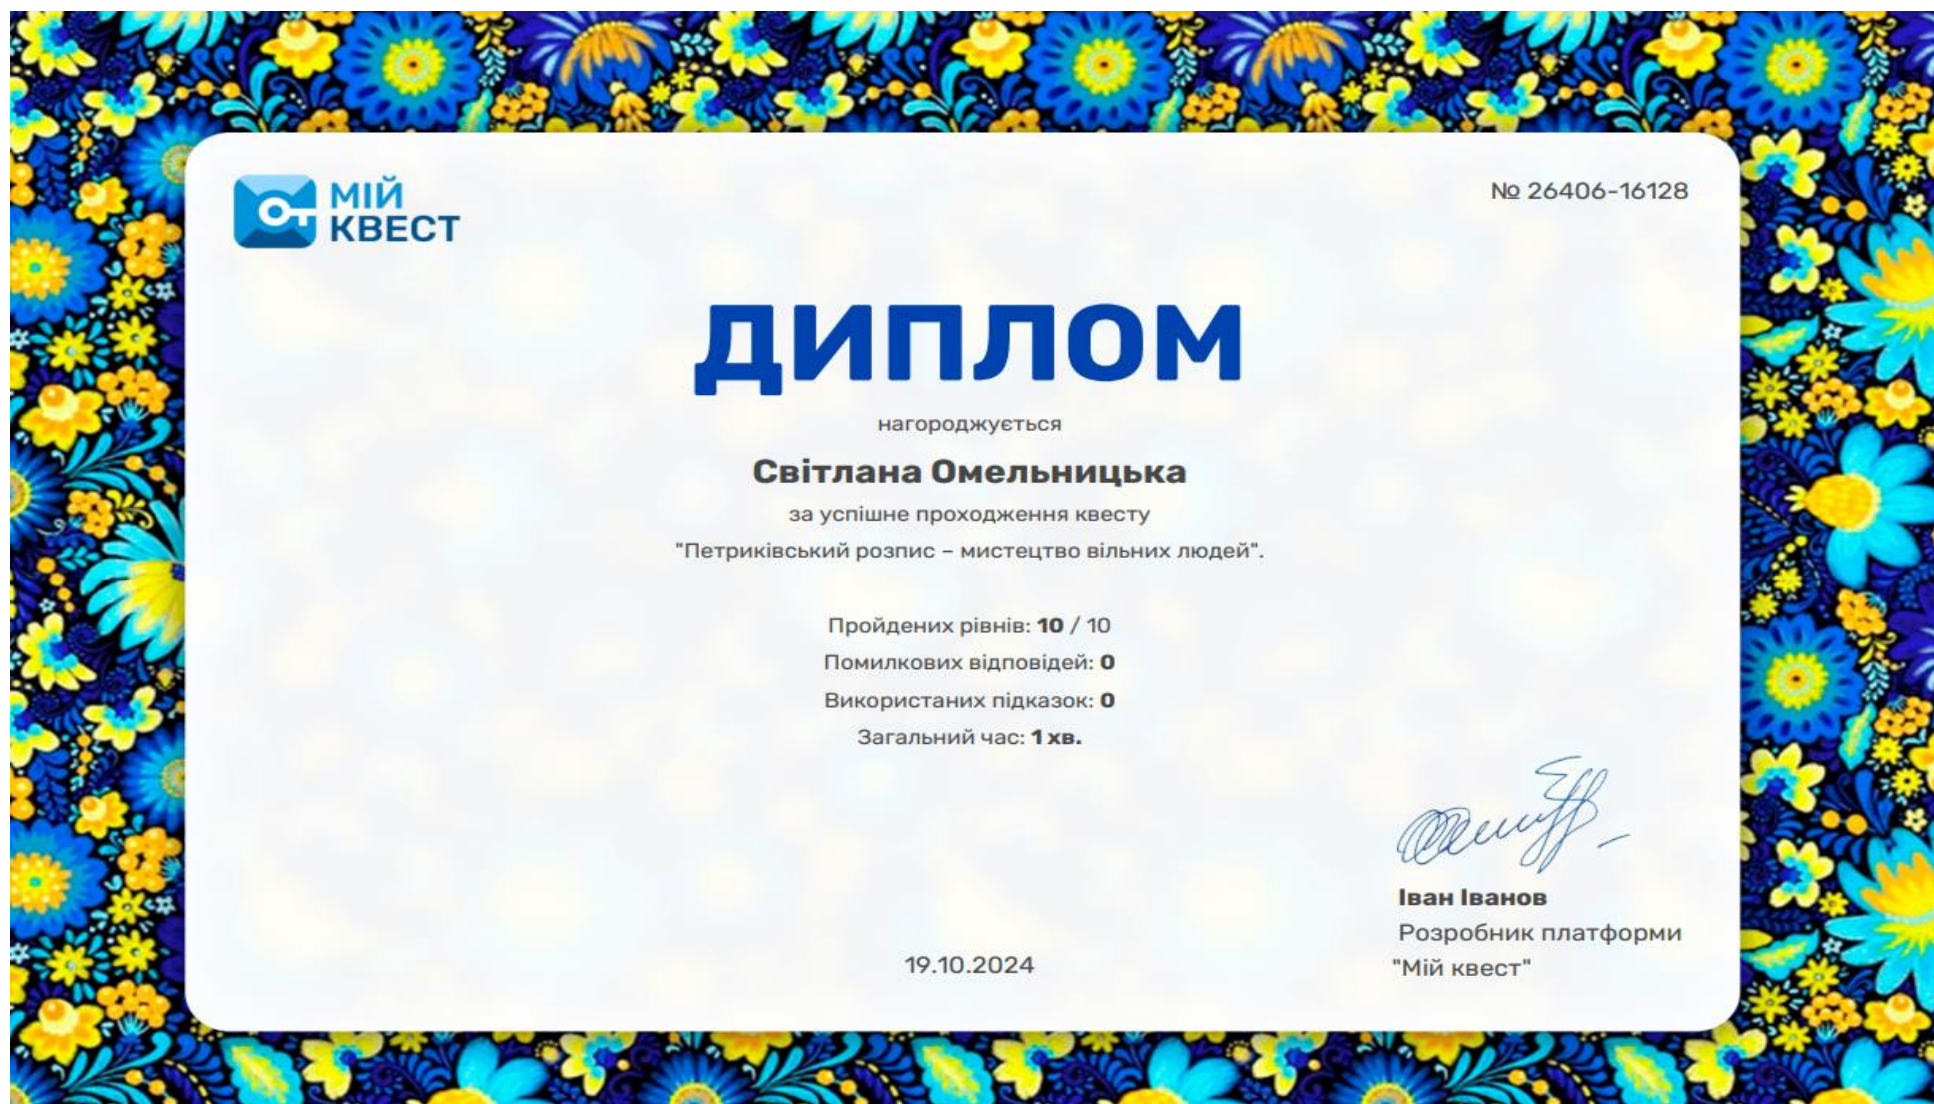 МІЙ
КВЕСТ
№ 26406-16128
ДИПЛОМ
нагороджується
Світлана Омельницька
за успішне проходження квесту
"Петриківський розпис – мистецтво вільних людей".
Пройдених рівнів: 10 / 10
Помилкових відповідей: 0
Використаних підказок: 0
Загальний час: 1 хв.
Іван Іванов
Розробник платформи
"Мій квест"
19.10.2024